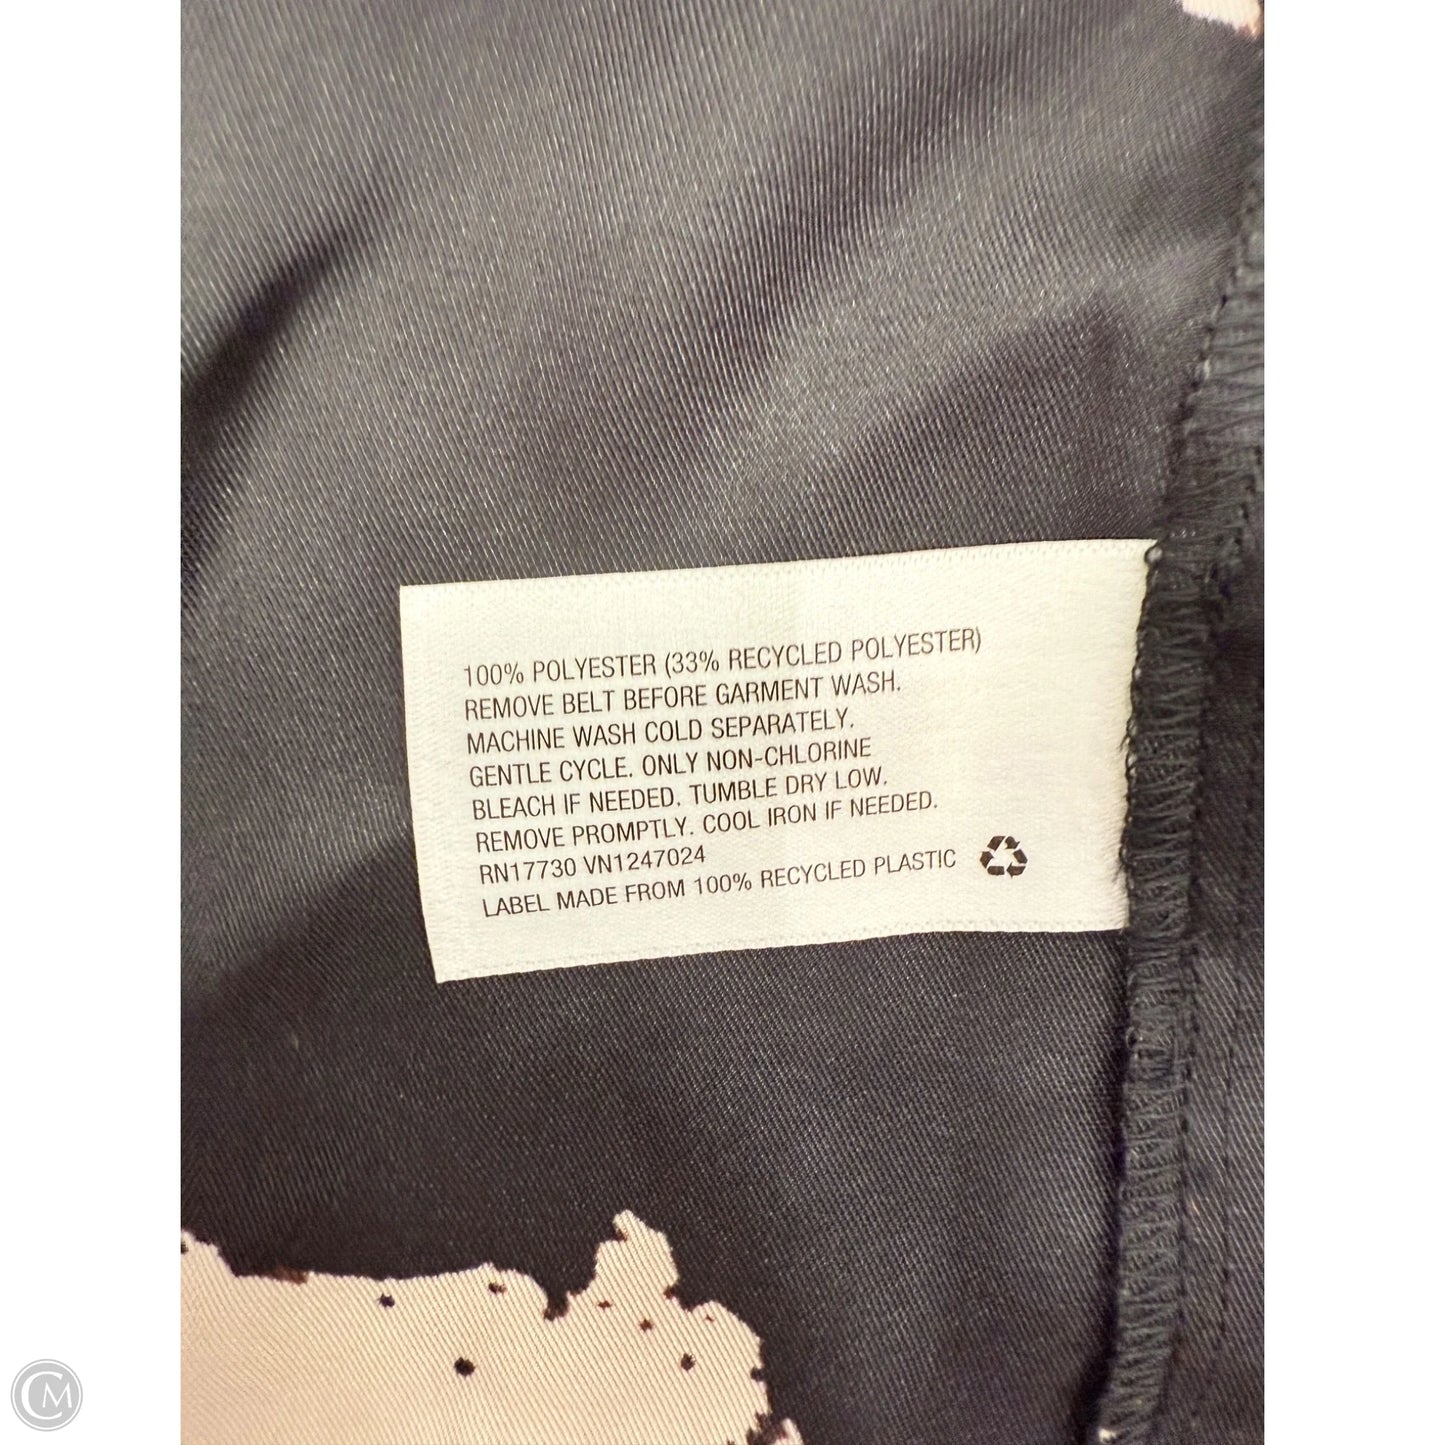 100% POLYESTER (33% RECYCLED POLYESTER)
REMOVE BELT BEFORE GARMENT WASH.
MACHINE WASH COLD SEPARATELY.
GENTLE CYCLE. ONLY NON-CHLORINE
BLEACH IF NEEDED. TUMBLE DRY LOW.
REMOVE PROMPTLY. COOL IRON IF NEEDED.
RN17730 VN1247024
LABEL MADE FROM 100% RECYCLED PLASTIC
CM